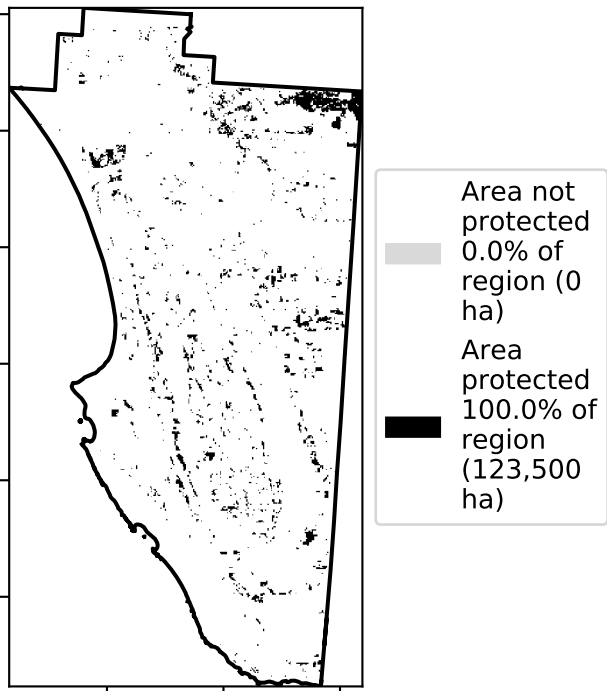 Area not
protected
0.0% of
region (0
ha)
Area
protected
100.0% of
region
(123,500
ha)